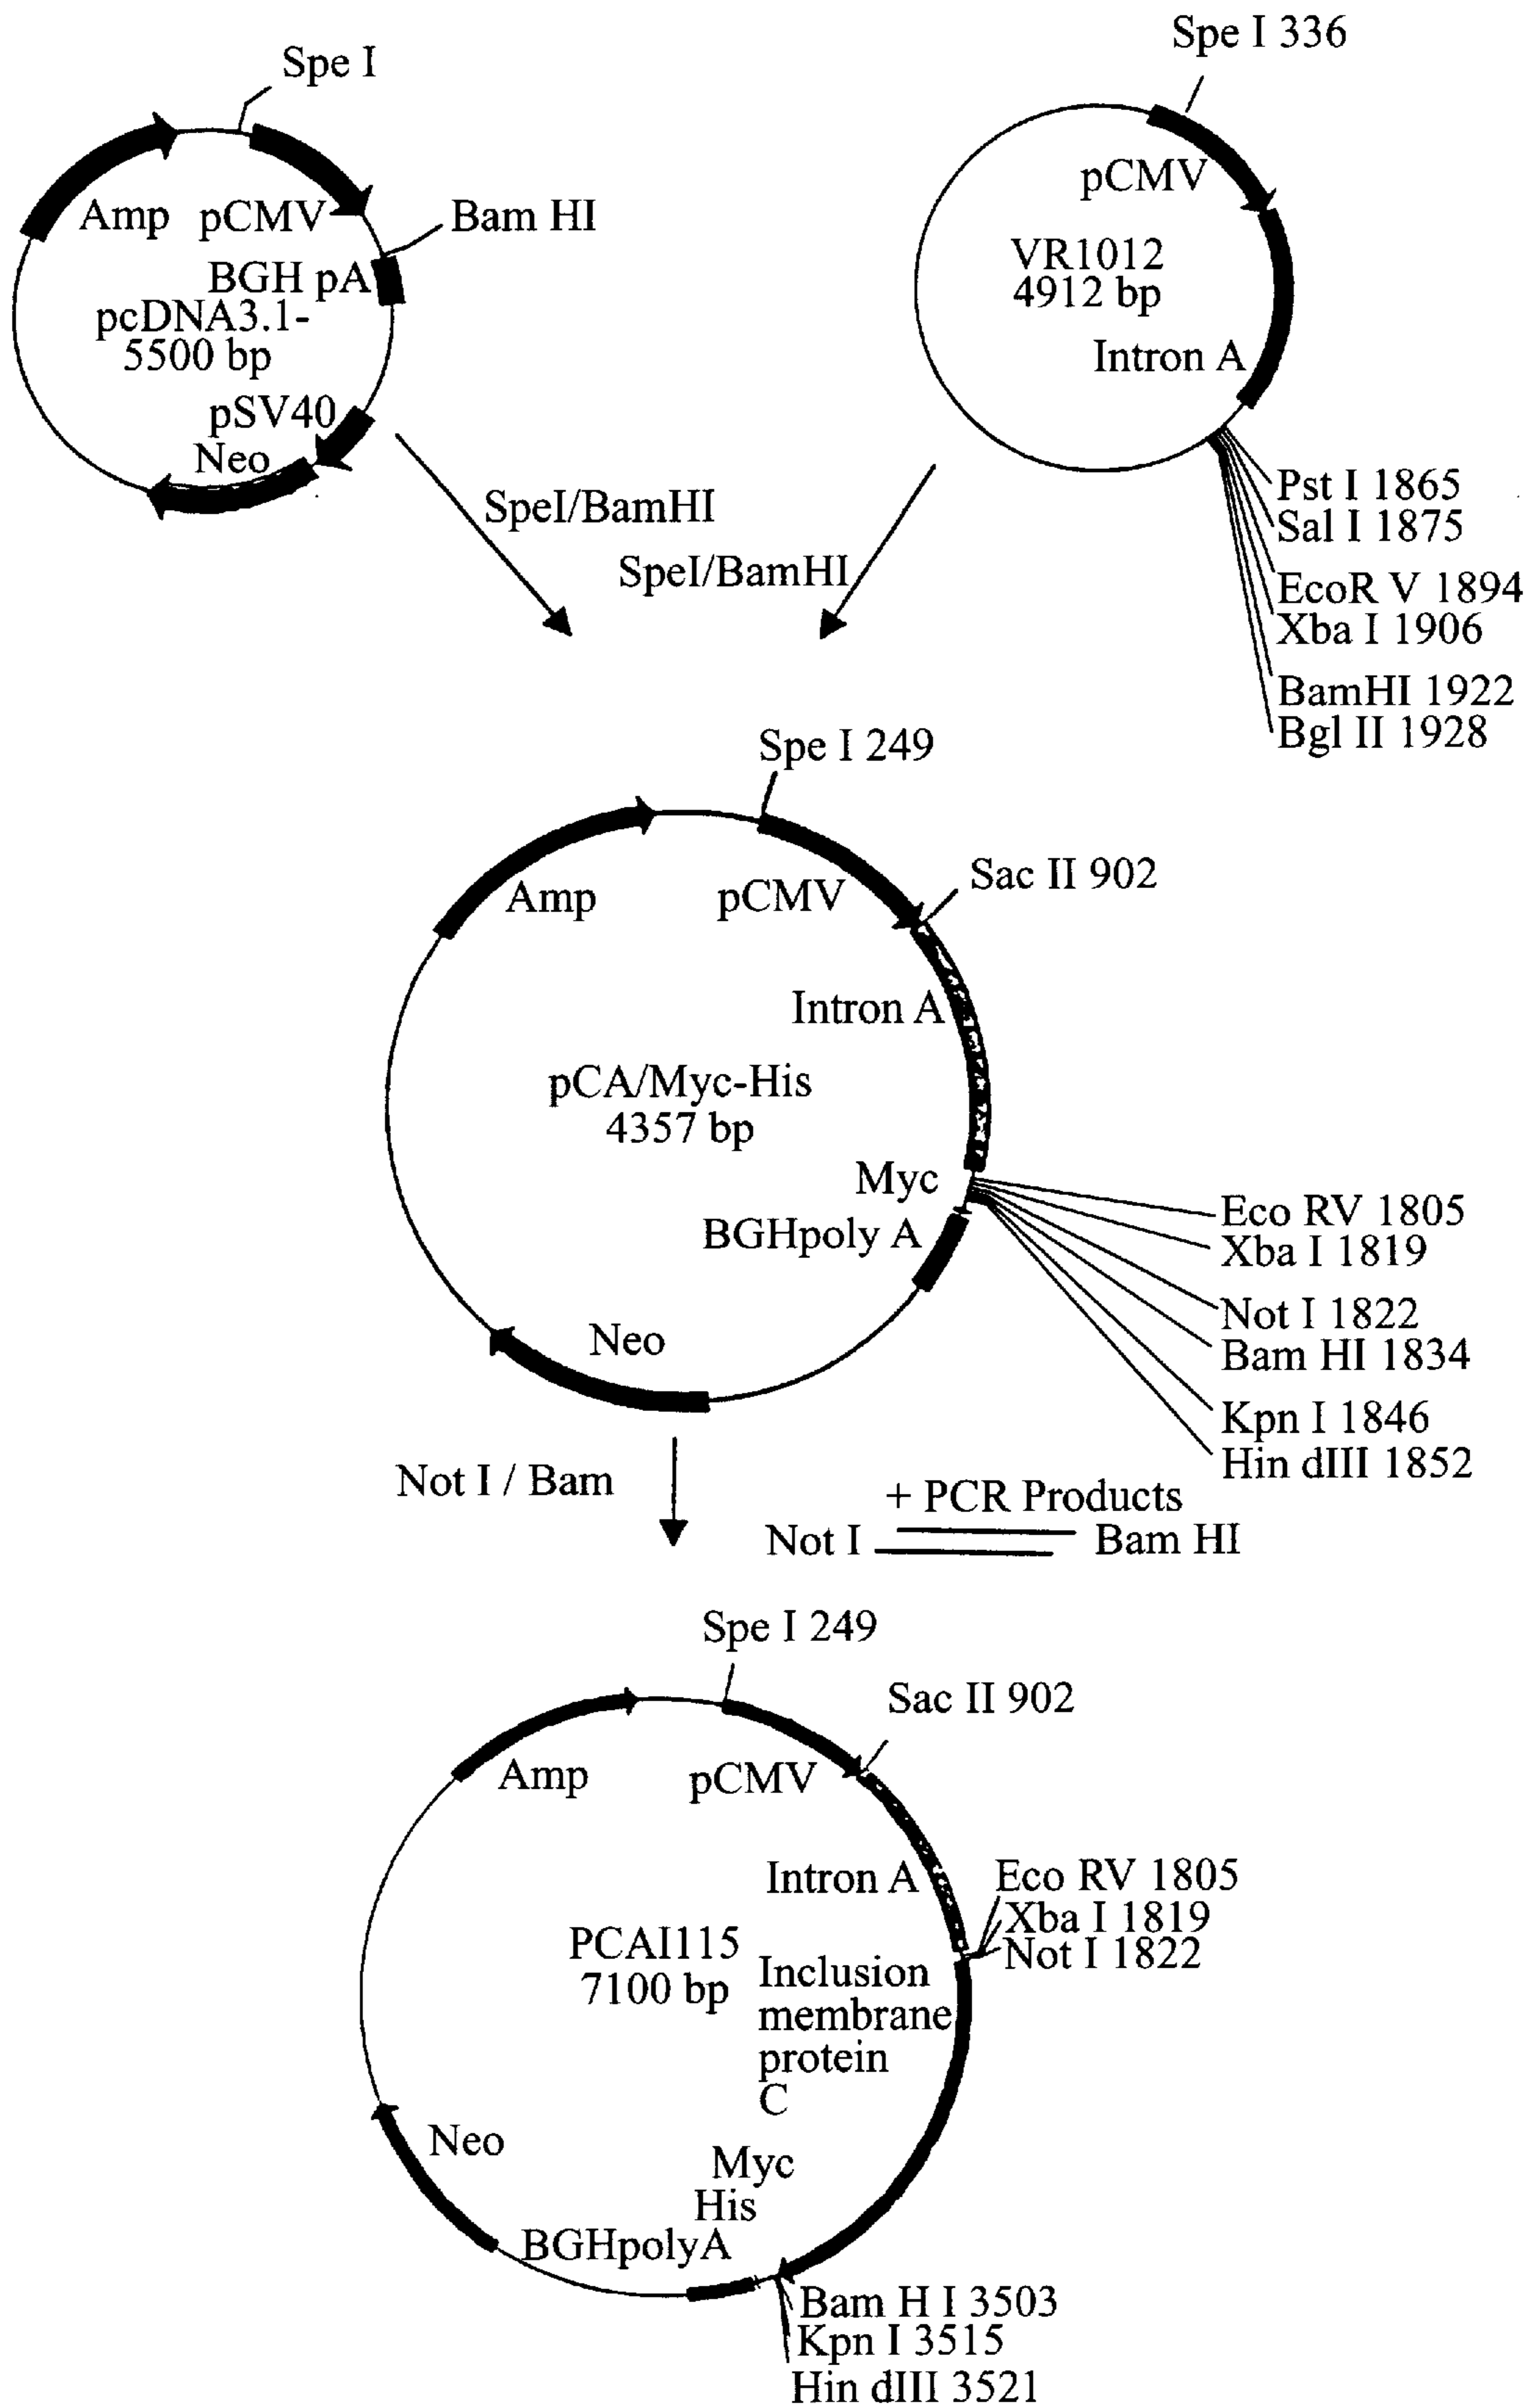 Spe I
Amp
pCMV
Bam HI
BGH pA
pcDNA3.1-
5500 bp
pSV40
Neo
Spe I 336
pCMV
VR1012
4912 bp
Intron A
Pst I 1865
Sal I 1875
EcoR V 1894
Xba I 1906
BamHI 1922
Bgl II 1928
SpeI/BamHI
SpeI/BamHI
Spe I 249
Sac II 902
Amp
pCMV
Intron A
pCA/Myc-His
4357 bp
Myc
BGHpoly A
Neo
Eco RV 1805
Xba I 1819
Not I 1822
Bam HI 1834
Kpn I 1846
Hin dIII 1852
Not I / Bam
+ PCR Products
Not I
Bam HI
Spe I 249
Sac II 902
Amp
pCMV
Intron A
Eco RV 1805
Xba I 1819
Not I 1822
PCAI115
7100 bp
Inclusion
membrane
protein
C
Neo
Myc
His
BGHpolyA
Bam H I 3503
Kpn I 3515
Hin dIII 3521